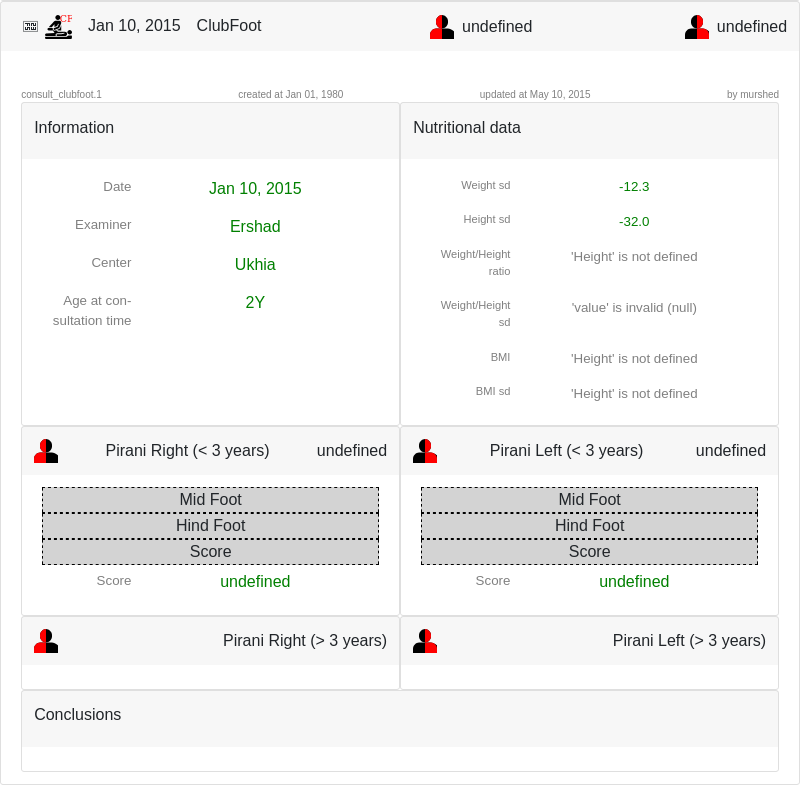 CF Jan 10, 2015 ClubFoot undefined undefined
consult_clubfoot.1 created at Jan 01, 1980 updated at May 10, 2015 by murshed
Information
Date Jan 10, 2015
Examiner Ershad
Center Ukhia
Age at con-
sultation time 2Y
Nutritional data
Weight sd -12.3
Height sd -32.0
Weight/Height
ratio 'Height' is not defined
Weight/Height
sd 'value' is invalid (null)
BMI 'Height' is not defined
BMI sd 'Height' is not defined
Pirani Right (< 3 years) undefined
Mid Foot
Hind Foot
Score
Score undefined
Pirani Left (< 3 years) undefined
Mid Foot
Hind Foot
Score
Score undefined
Pirani Right (> 3 years)
Pirani Left (> 3 years)
Conclusions